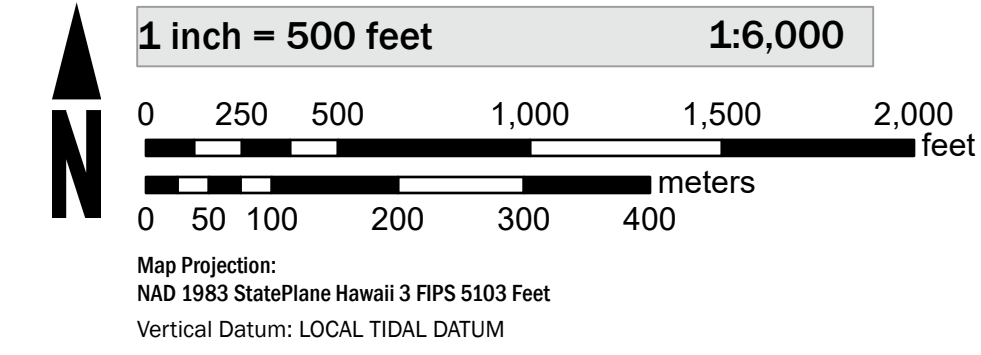 1 inch = 500 feet 1:6,000
0 250 500 1,000 1,500 2,000
feet
meters
0 50 100 200 300 400
N
Map Projection:
NAD 1983 StatePlane Hawaii 3 FIPS 5103 Feet
Vertical Datum: LOCAL TIDAL DATUM